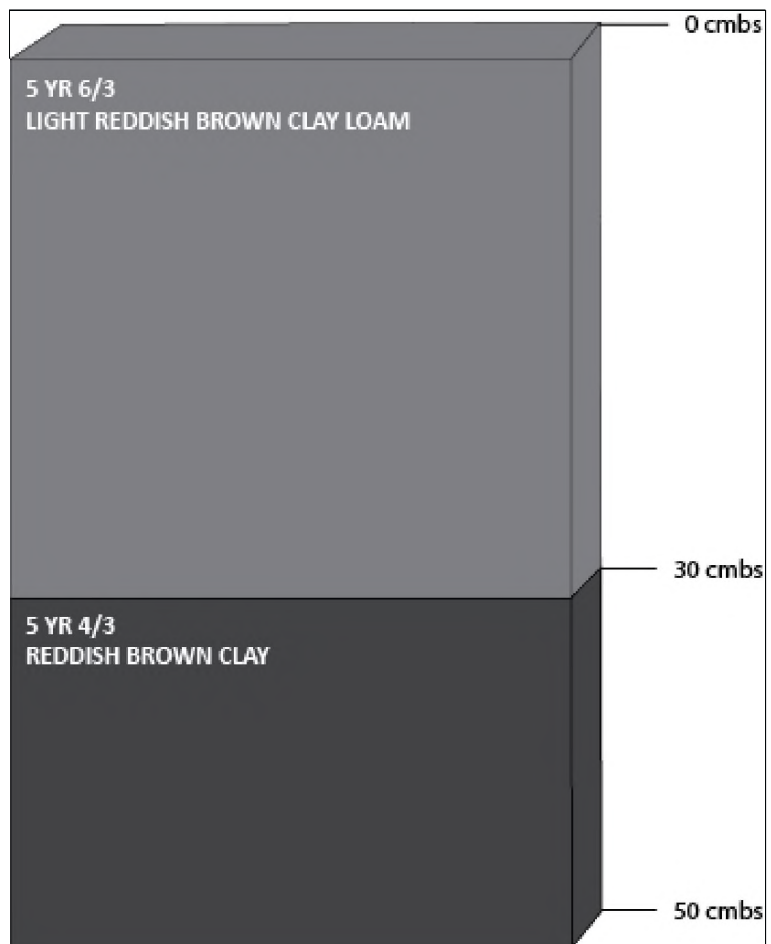 0 cmbs
5 YR 6/3
LIGHT REDDISH BROWN CLAY LOAM
30 cmbs
5 YR 4/3
REDDISH BROWN CLAY
50 cmbs